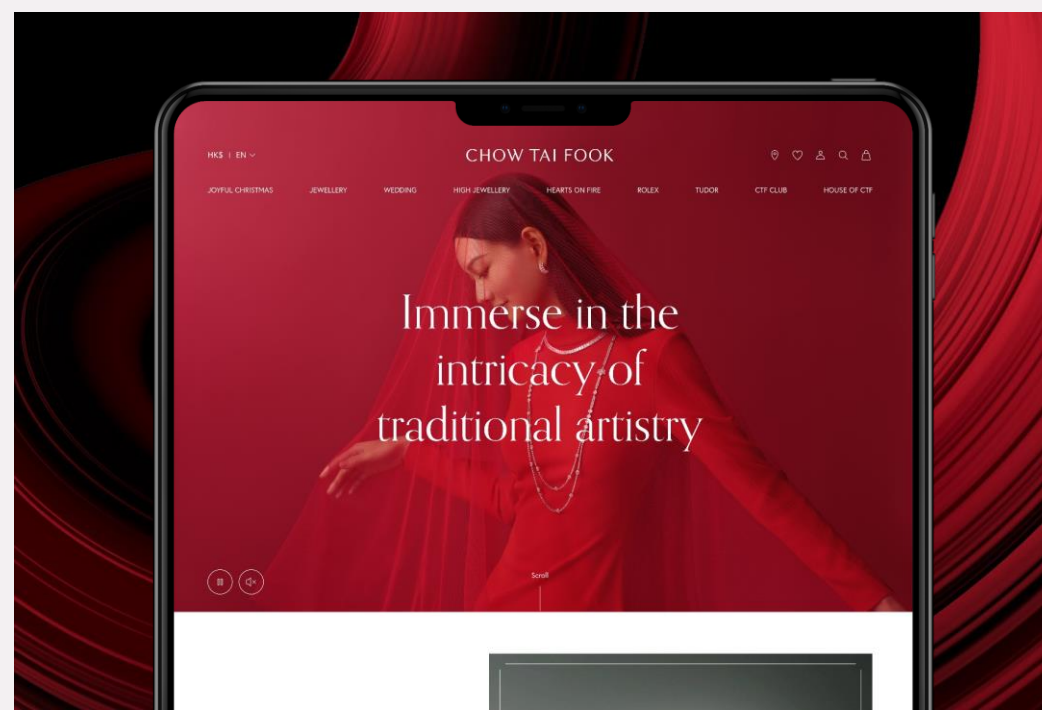 HK$ | EN
CHOW TAI FOOK
JOYFUL CHRISTMAS
JEWELLERY
WEDDING
HIGH JEWELLERY
HEARTS ON FIRE
ROLEX
TUDOR
CTF CLUB
HOUSE OF CTF
Immerse in the
intricacy of
traditional artistry
Scroll